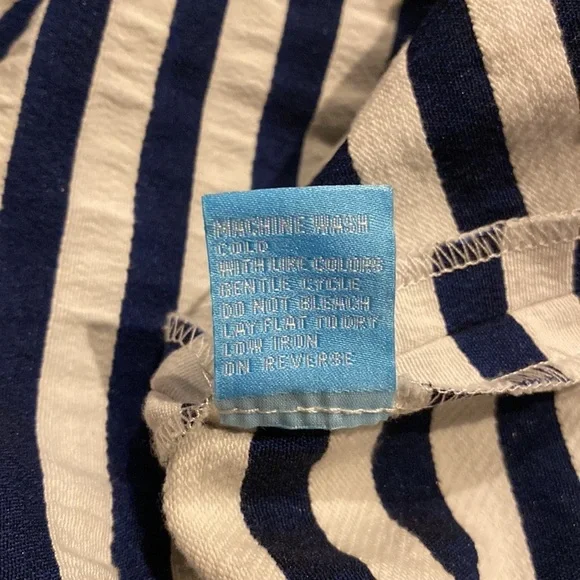 MACHINE WASH
COLD
WITH LIKE COLORS
GENTLE CYCLE
DO NOT BLEACH
LAY FLAT TO DRY
LOW IRON
ON REVERSE